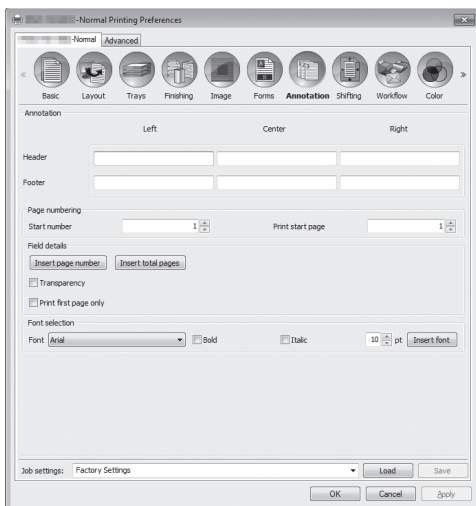 -Normal Printing Preferences
-Normal Advanced
« Basic Layout Trays Finishing Image Forms Annotation Shifting Workflow Color »
Annotation
Left Center Right
Header
Footer
Page numbering
Start number 1 Print start page 1
Field details
Insert page number Insert total pages
Transparency
Print first page only
Font selection
Font Arial Bold Italic 10 pt Insert font
Job settings: Factory Settings Load Save
OK Cancel Apply